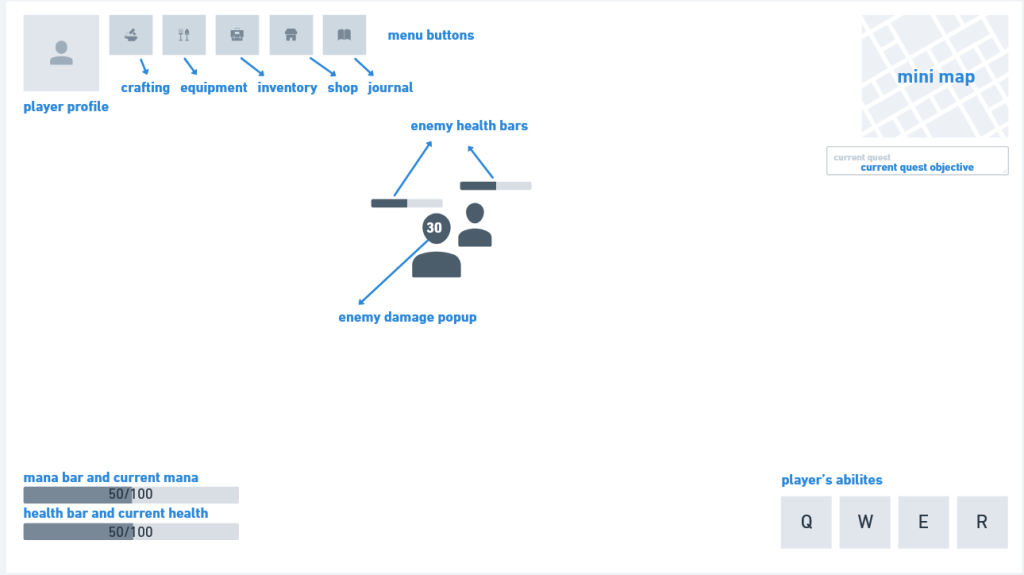 menu buttons
mini map
crafting equipment inventory shop journal
player profile
enemy health bars
current quest
current quest objective
30
enemy damage popup
mana bar and current mana
50/100
health bar and current health
50/100
player's abilites
Q W E R